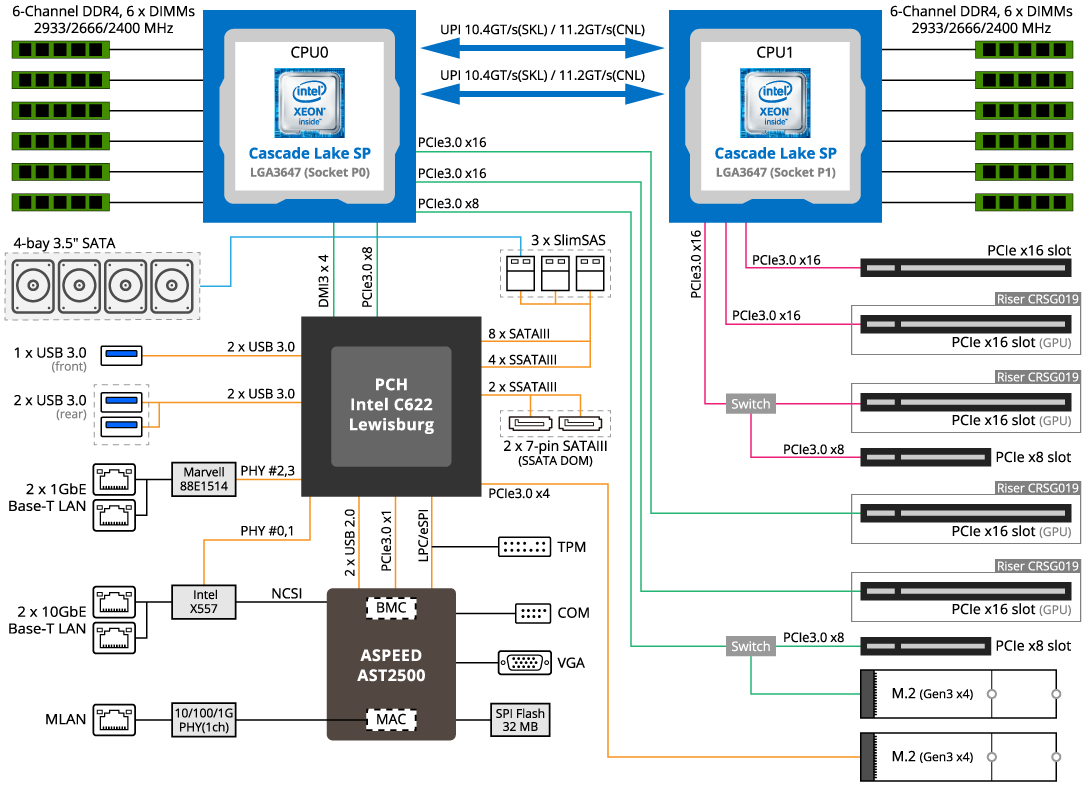 6-Channel DDR4, 6 x DIMMs
2933/2666/2400 MHz
CPU0
intel
XEON®
inside™
Cascade Lake SP
LGA3647 (Socket P0)
UPI 10.4GT/s(SKL) / 11.2GT/s(CNL)
UPI 10.4GT/s(SKL) / 11.2GT/s(CNL)
CPU1
intel
XEON®
inside™
Cascade Lake SP
LGA3647 (Socket P1)
6-Channel DDR4, 6 x DIMMs
2933/2666/2400 MHz
PCIe3.0 x16
PCIe3.0 x16
PCIe3.0 x8
4-bay 3.5" SATA
DMI3 x 4
PCIe3.0 x8
3 x SlimSAS
PCIe3.0 x16
PCIe3.0 x16
PCIe x16 slot
Riser CRSG019
PCIe3.0 x16
PCIe x16 slot (GPU)
1 x USB 3.0
(front)
2 x USB 3.0
2 x USB 3.0
(rear)
2 x USB 3.0
PCH
Intel C622
Lewisburg
8 x SATAIII
4 x SSATAIII
2 x SSATAIII
2 x 7-pin SATAIII
(SSATA DOM)
Riser CRSG019
Switch
PCIe x16 slot (GPU)
PCIe3.0 x8
PCIe x8 slot
2 x 1GbE
Base-T LAN
Marvell
88E1514
PHY #2,3
PCIe3.0 x4
Riser CRSG019
PCIe x16 slot (GPU)
PHY #0,1
2 x USB 2.0
PCIe3.0 x1
LPC/eSPI
TPM
Riser CRSG019
PCIe x16 slot (GPU)
2 x 10GbE
Base-T LAN
Intel
X557
NCSI
BMC
COM
ASPEED
AST2500
VGA
Switch
PCIe3.0 x8
PCIe x8 slot
M.2 (Gen3 x4)
MLAN
10/100/1G
PHY(1ch)
MAC
SPI Flash
32 MB
M.2 (Gen3 x4)